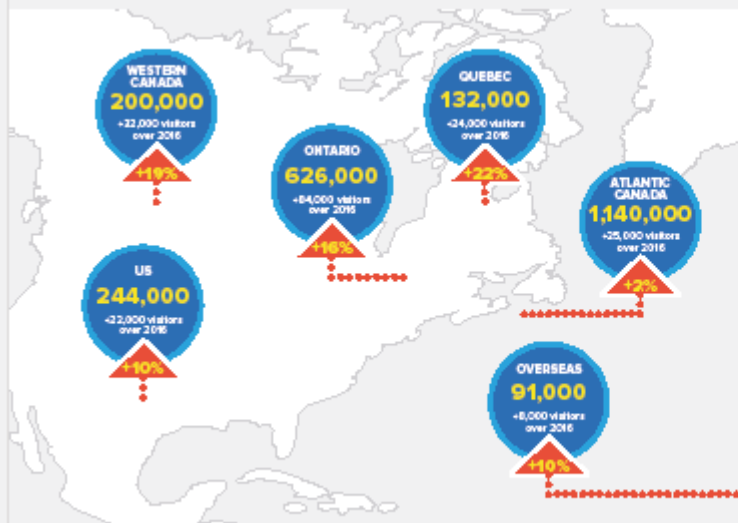 WESTERN
CANADA
200,000
+32,000 visitors
over 2016
+19%
QUEBEC
132,000
+24,000 visitors
over 2016
+22%
ONTARIO
626,000
+84,000 visitors
over 2016
+16%
ATLANTIC
CANADA
1,140,000
+25,000 visitors
over 2016
+2%
US
244,000
+22,000 visitors
over 2016
+10%
OVERSEAS
91,000
+8,000 visitors
over 2016
+10%